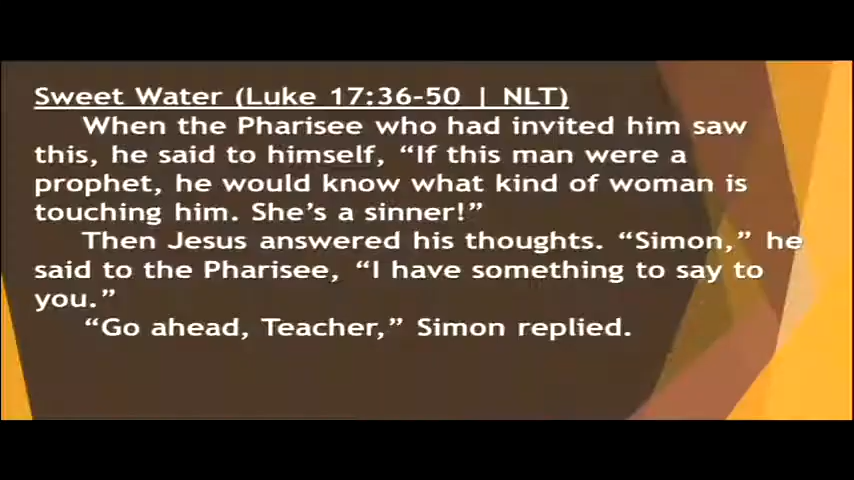 Sweet Water (Luke 17:36-50 | NLT)
When the Pharisee who had invited him saw
this, he said to himself, “If this man were a
prophet, he would know what kind of woman is
touching him. She’s a sinner!”
Then Jesus answered his thoughts. “Simon,” he
said to the Pharisee, “I have something to say to
you.”
“Go ahead, Teacher,” Simon replied.